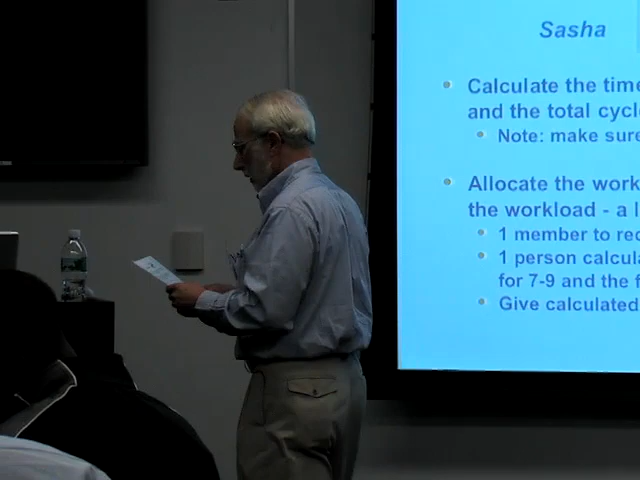 Sasha
Calculate the time
and the total cycl
Note: make sure
Allocate the work
the workload - a l
1 member to rec
1 person calcula
for 7-9 and the f
Give calculated